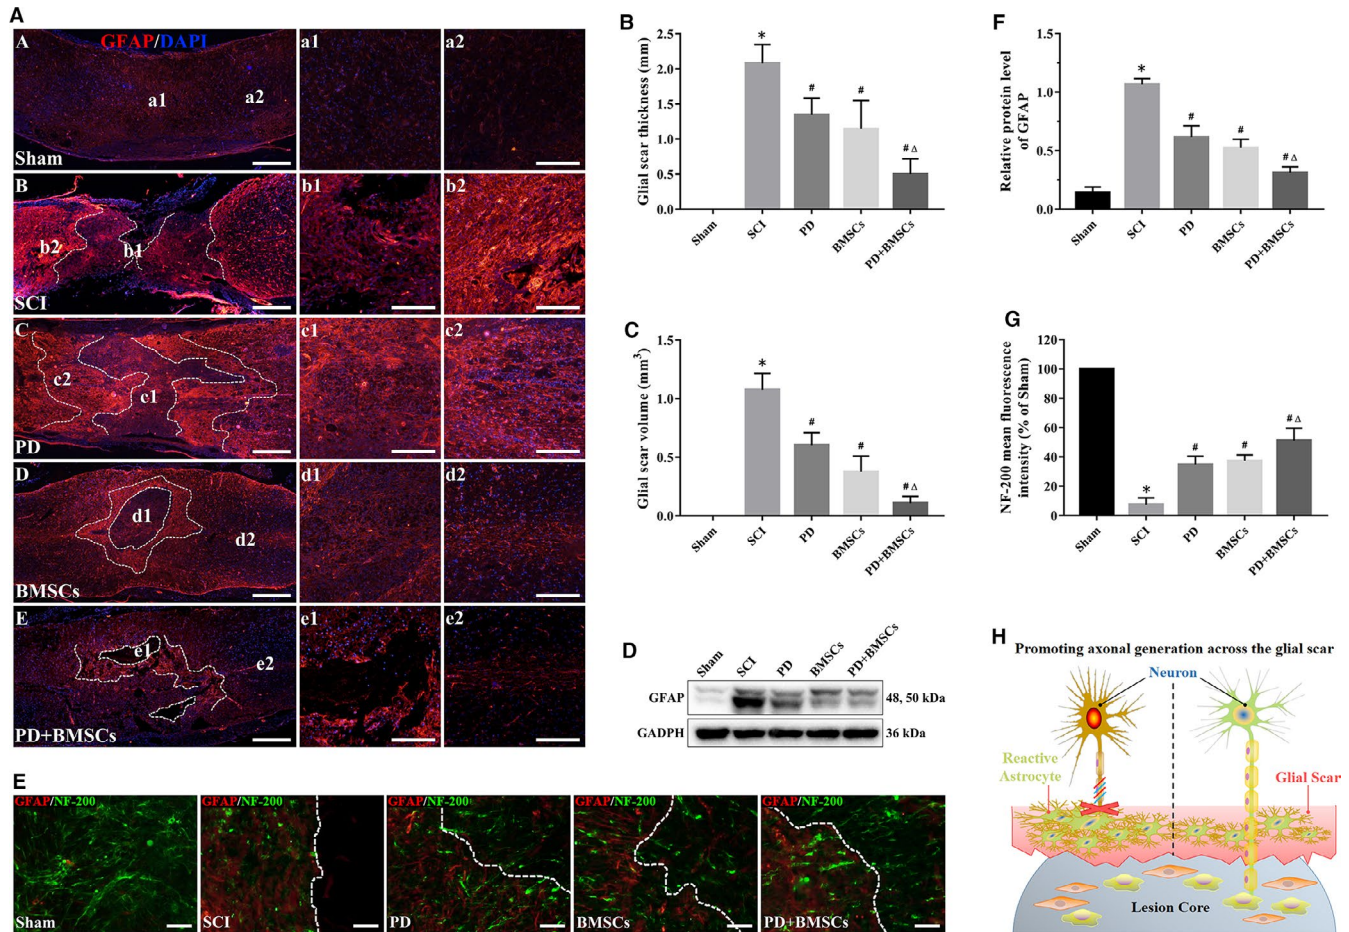 A
A
GFAP/DAPI
a1
a2
Sham
a1
a2
B
b2
b1
SCI
b1
b2
C
c2
c1
PD
c1
c2
D
d1
d2
BMSCs
d1
d2
E
e1
e2
PD+BMSCs
e1
e2
B
Glial scar thickness (mm)
2.5
2.0
1.5
1.0
0.5
0.0
*
#
#
# Δ
Sham
SCI
PD
BMSCs
PD+BMSCs
C
Glial scar volume (mm³)
1.5
1.0
0.5
0.0
*
#
#
# Δ
Sham
SCI
PD
BMSCs
PD+BMSCs
D
Sham
SCI
PD
BMSCs
PD+BMSCs
GFAP
48, 50 kDa
GADPH
36 kDa
E
GFAP/NF-200
Sham
GFAP/NF-200
SCI
GFAP/NF-200
PD
GFAP/NF-200
BMSCs
GFAP/NF-200
PD+BMSCs
F
Relative protein level
of GFAP
1.5
1.0
0.5
0.0
*
#
#
# Δ
Sham
SCI
PD
BMSCs
PD+BMSCs
G
NF-200 mean fluorescence
intensity (% of Sham)
120
100
80
60
40
20
0
*
#
#
# Δ
Sham
SCI
PD
BMSCs
PD+BMSCs
H
Promoting axonal generation across the glial scar
Neuron
Reactive
Astrocyte
Glial Scar
Lesion Core